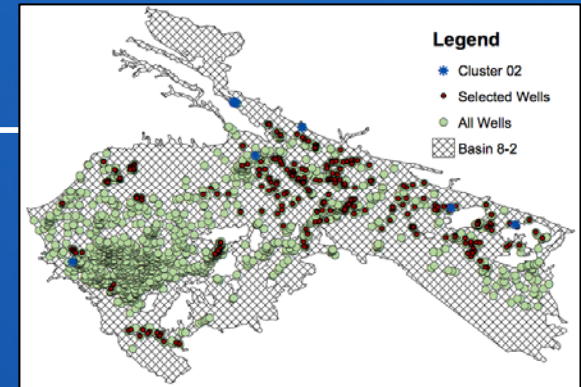 Legend
Cluster 02
Selected Wells
All Wells
Basin 8-2